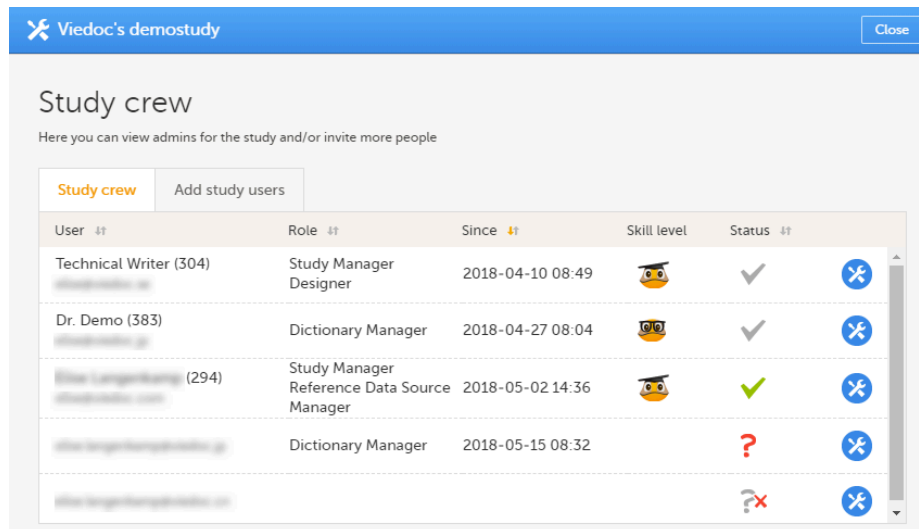 Viedoc's demostudy
Close
Study crew
Here you can view admins for the study and/or invite more people
Study crew Add study users
User Role Since Skill level Status
Technical Writer (304) Study Manager
Designer 2018-04-10 08:49
Dr. Demo (383) Dictionary Manager 2018-04-27 08:04
(294) Study Manager
Reference Data Source 2018-05-02 14:36
Manager
Dictionary Manager 2018-05-15 08:32